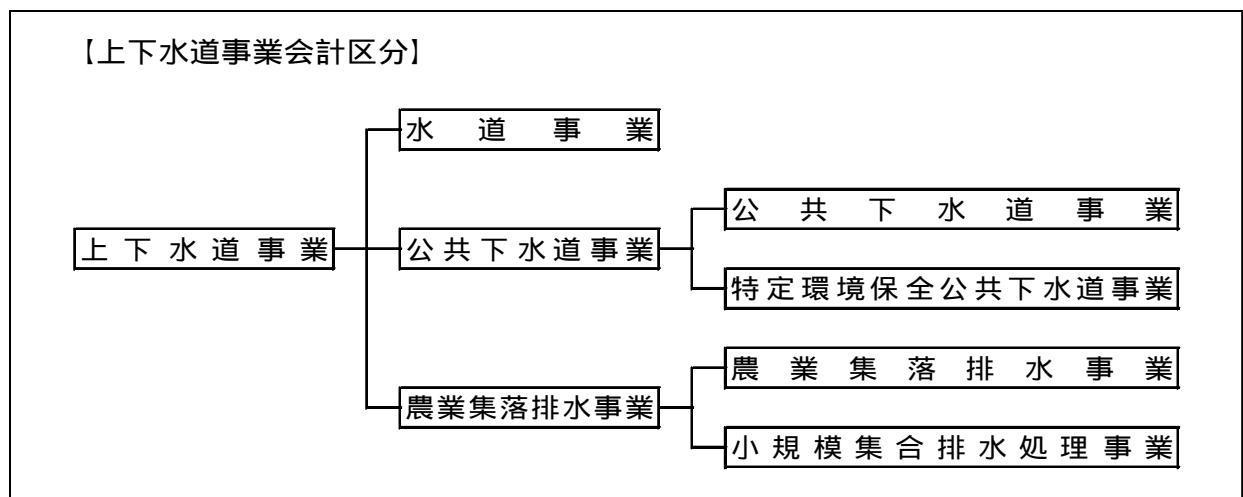 【上下水道事業会計区分】
水道事業
公共下水道事業
上下水道事業
公共下水道事業
特定環境保全公共下水道事業
農業集落排水事業
農業集落排水事業
小規模集合排水処理事業